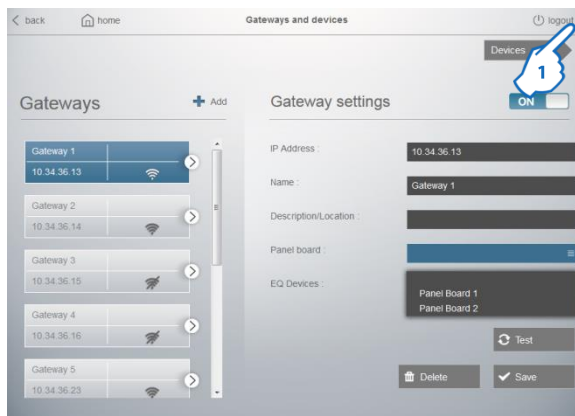 back
home
Gateways and devices
logout
Devices
1
Gateways
Add
Gateway settings
ON
Gateway 1
10.34.36.13
Gateway 2
10.34.36.14
Gateway 3
10.34.36.15
Gateway 4
10.34.36.16
Gateway 5
10.34.36.23
IP Address :
10.34.36.13
Name :
Gateway 1
Description/Location :
Panel board :
EQ Devices :
Panel Board 1
Panel Board 2
Test
Delete
Save